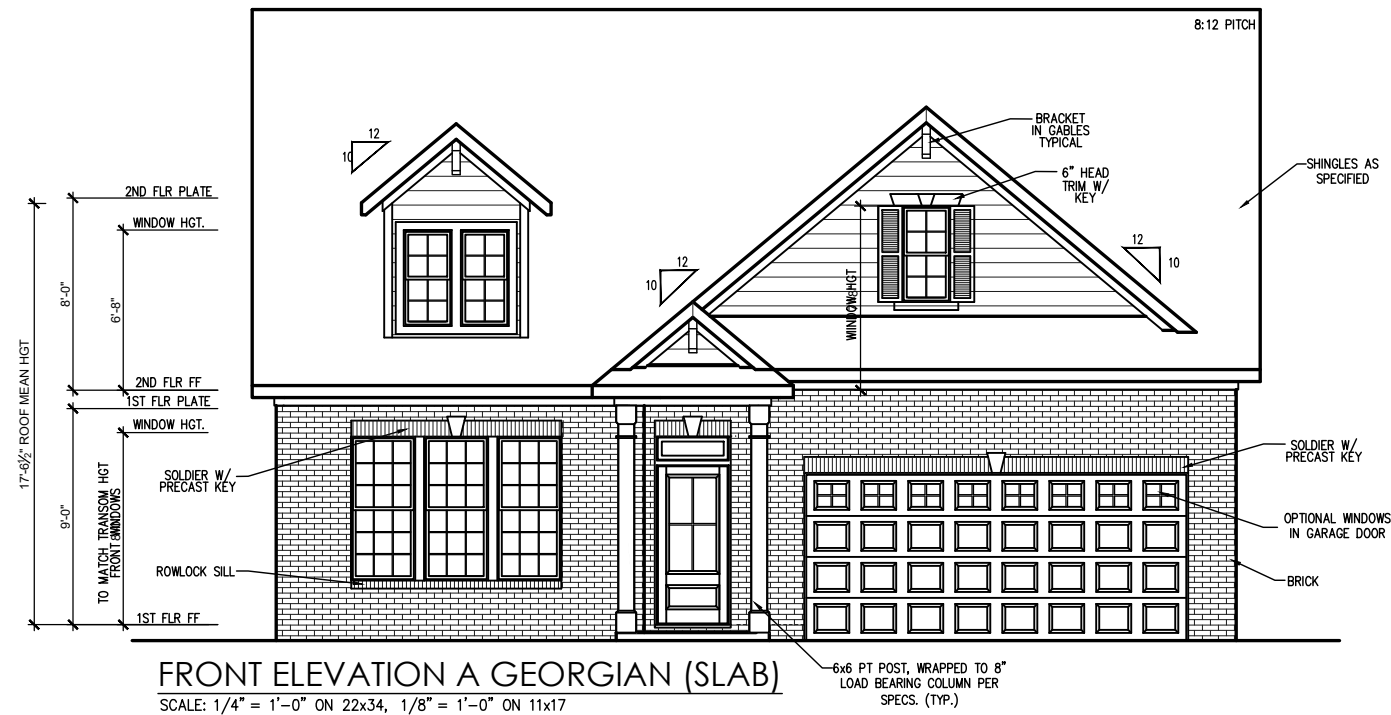 8:12 PITCH
12
10
BRACKET
IN GABLES
TYPICAL
6" HEAD
TRIM W/
KEY
SHINGLES AS
SPECIFIED
2ND FLR PLATE
WINDOW HGT.
12
10
12
10
8'-0"
6'-8"
WINDOW HGT
17'-6½" ROOF MEAN HGT
2ND FLR FF
1ST FLR PLATE
WINDOW HGT.
SOLDIER W/
PRECAST KEY
SOLDIER W/
PRECAST KEY
9'-0"
TO MATCH TRANSOM HGT
FRONT WINDOWS
OPTIONAL WINDOWS
IN GARAGE DOOR
ROWLOCK SILL
BRICK
1ST FLR FF
FRONT ELEVATION A GEORGIAN (SLAB)
SCALE: 1/4" = 1'-0" ON 22x34, 1/8" = 1'-0" ON 11x17
6x6 PT POST, WRAPPED TO 8"
LOAD BEARING COLUMN PER
SPECS. (TYP.)